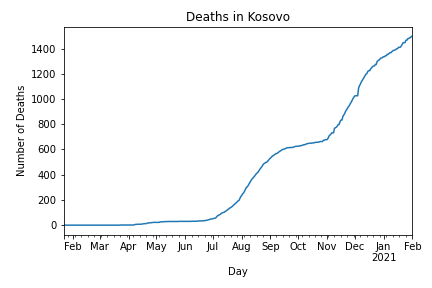 Deaths in Kosovo
Number of Deaths
1400
1200
1000
800
600
400
200
0
Feb Mar Apr May Jun Jul Aug Sep Oct Nov Dec Jan Feb
2021
Day